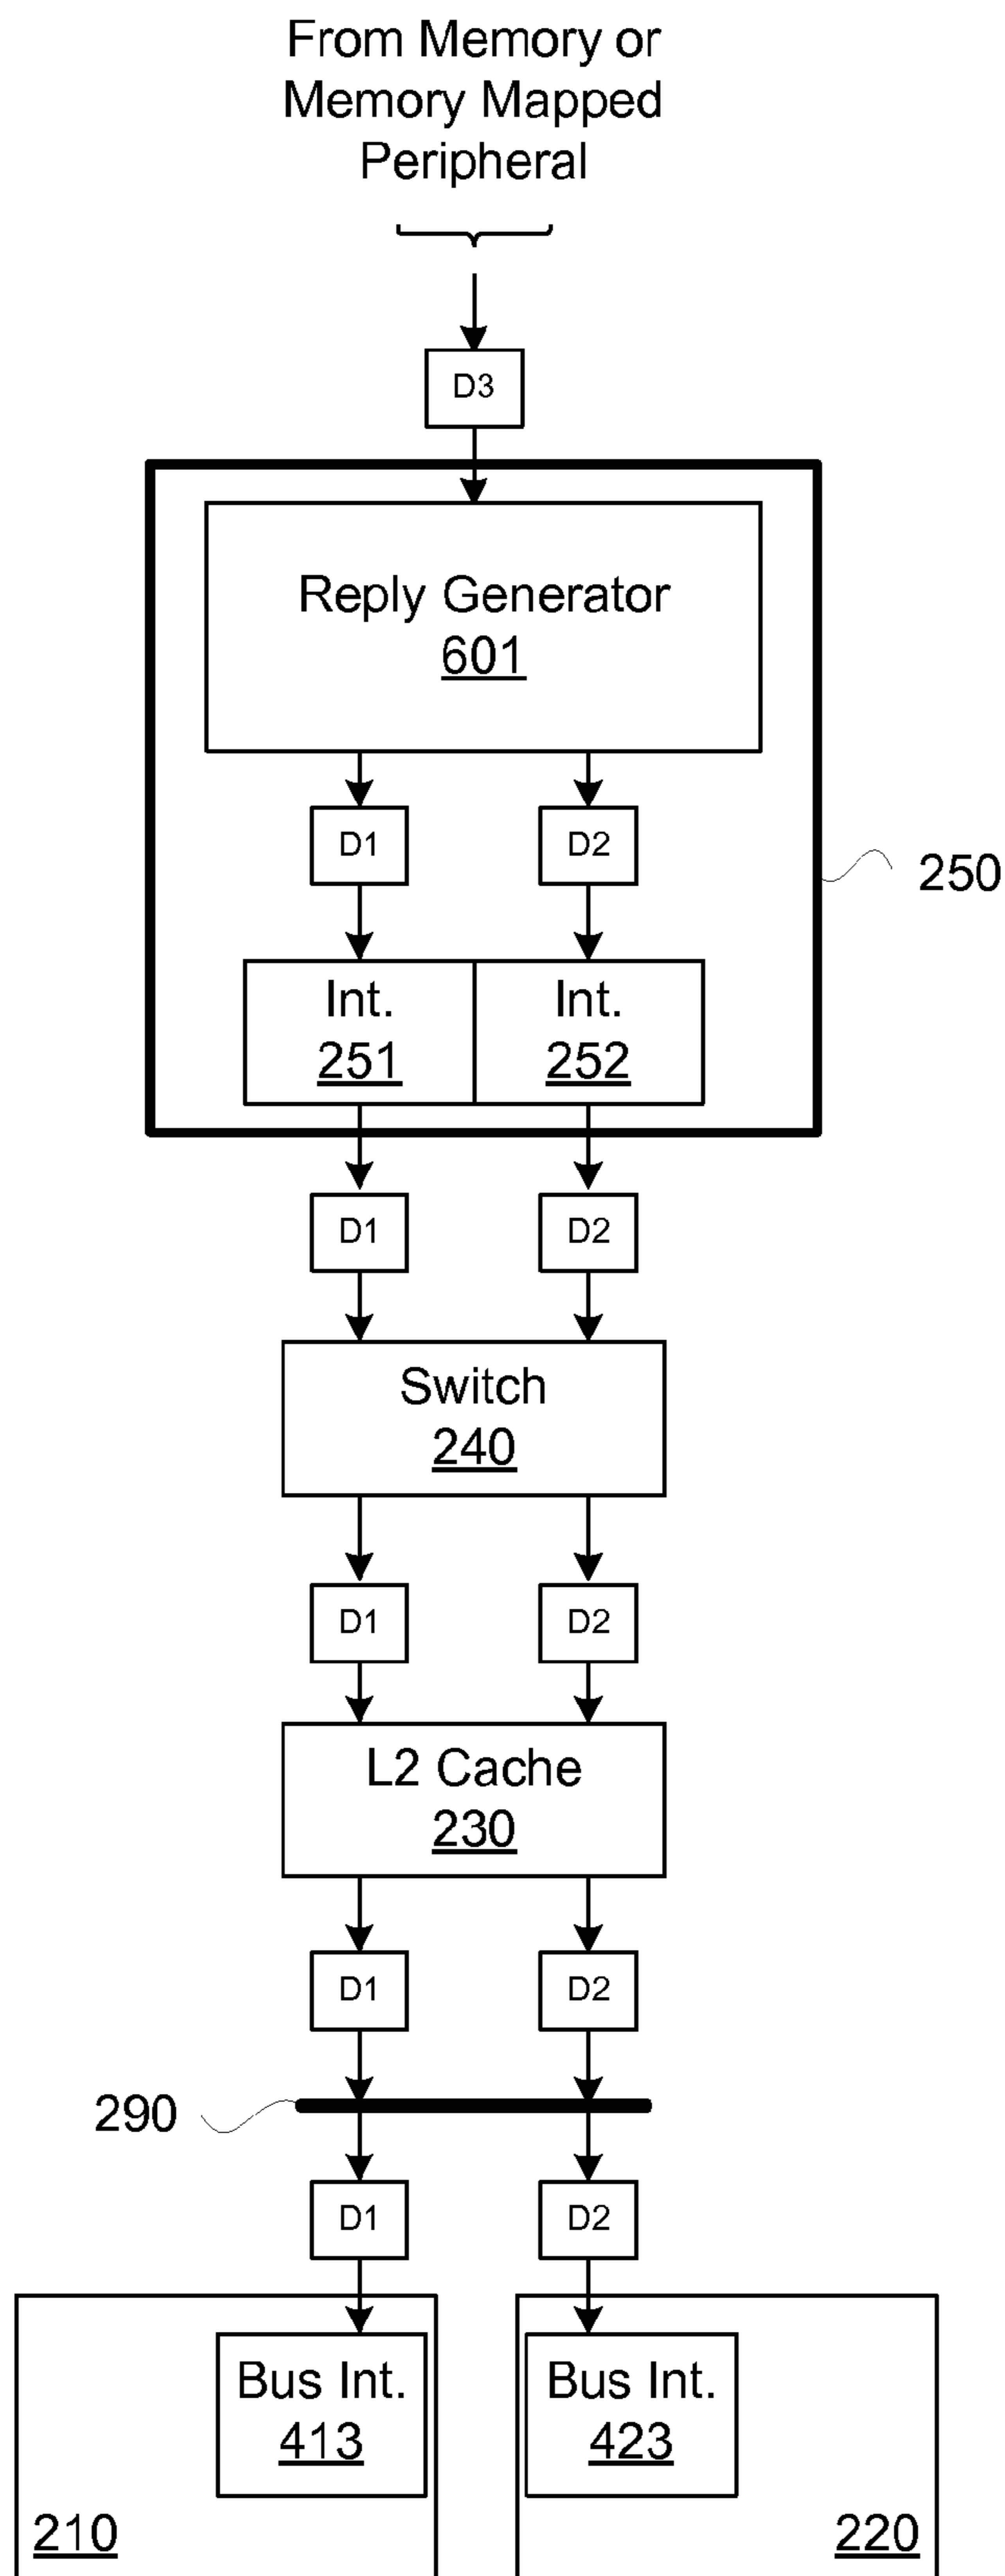 From Memory or
Memory Mapped
Peripheral
D3
Reply Generator
601
D1 D2
250
Int. Int.
251 252
D1 D2
Switch
240
D1 D2
L2 Cache
230
D1 D2
290
D1 D2
Bus Int. Bus Int.
413 423
210 220